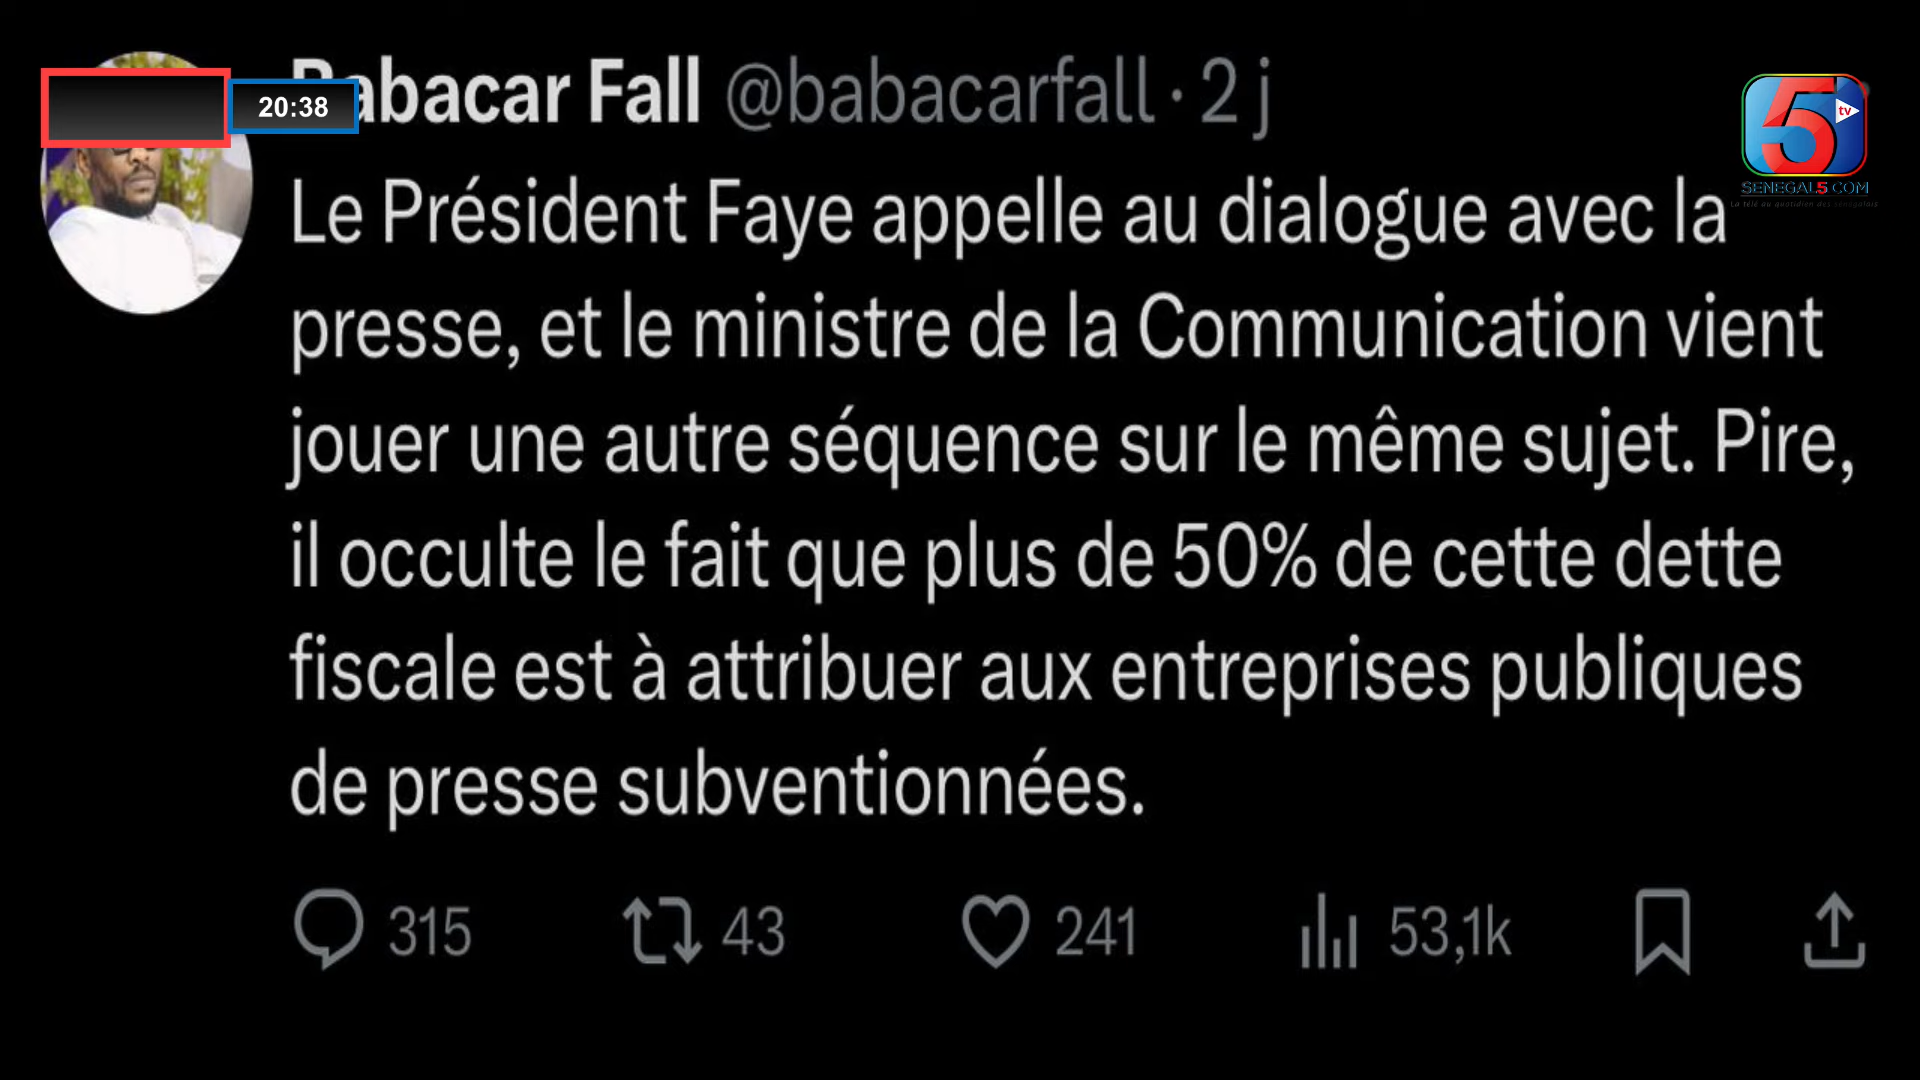 Babacar Fall @babacarfall · 2 j
20:38
5 tv
SENEGAL5.COM
Le Président Faye appelle au dialogue avec la
presse, et le ministre de la Communication vient
jouer une autre séquence sur le même sujet. Pire,
il occulte le fait que plus de 50% de cette dette
fiscale est à attribuer aux entreprises publiques
de presse subventionnées.
315 43 241 53,1k